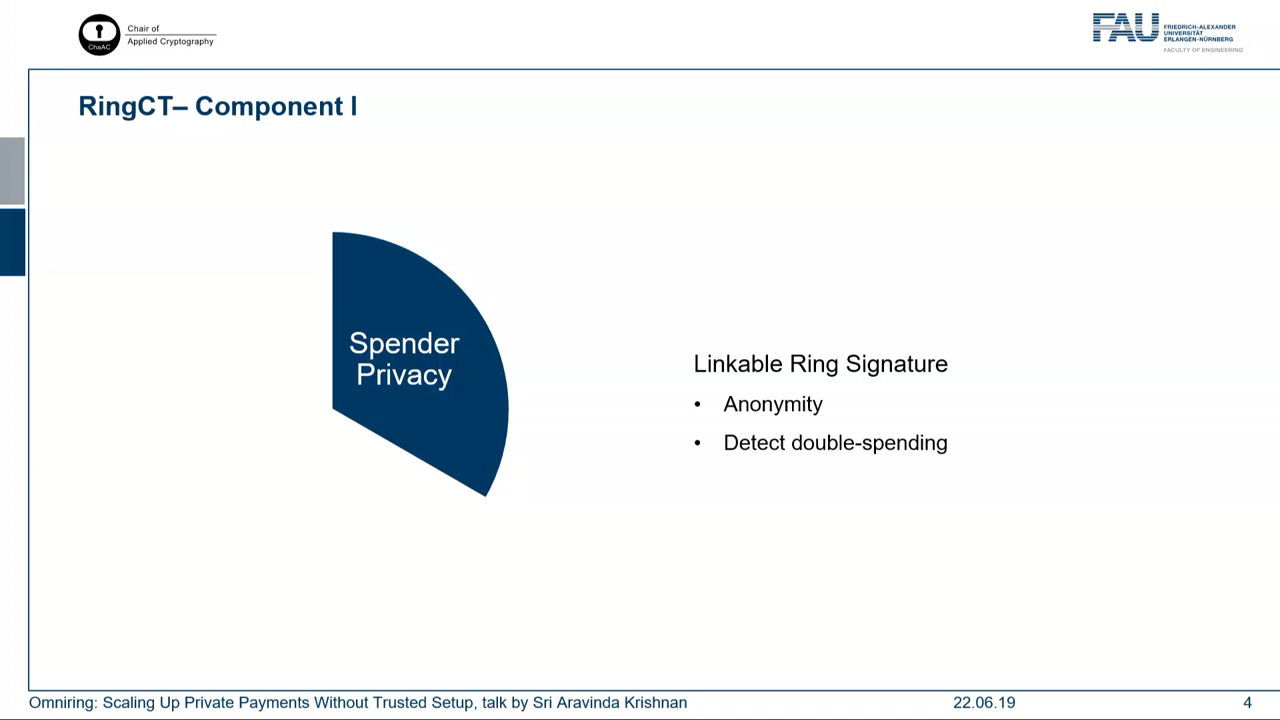 ChaAC
Chair of
Applied Cryptography
FAU
FRIEDRICH-ALEXANDER
UNIVERSITÄT
ERLANGEN-NÜRNBERG
FACULTY OF ENGINEERING
RingCT– Component I
Spender
Privacy
Linkable Ring Signature
• Anonymity
• Detect double-spending
Omniring: Scaling Up Private Payments Without Trusted Setup, talk by Sri Aravinda Krishnan
22.06.19
4